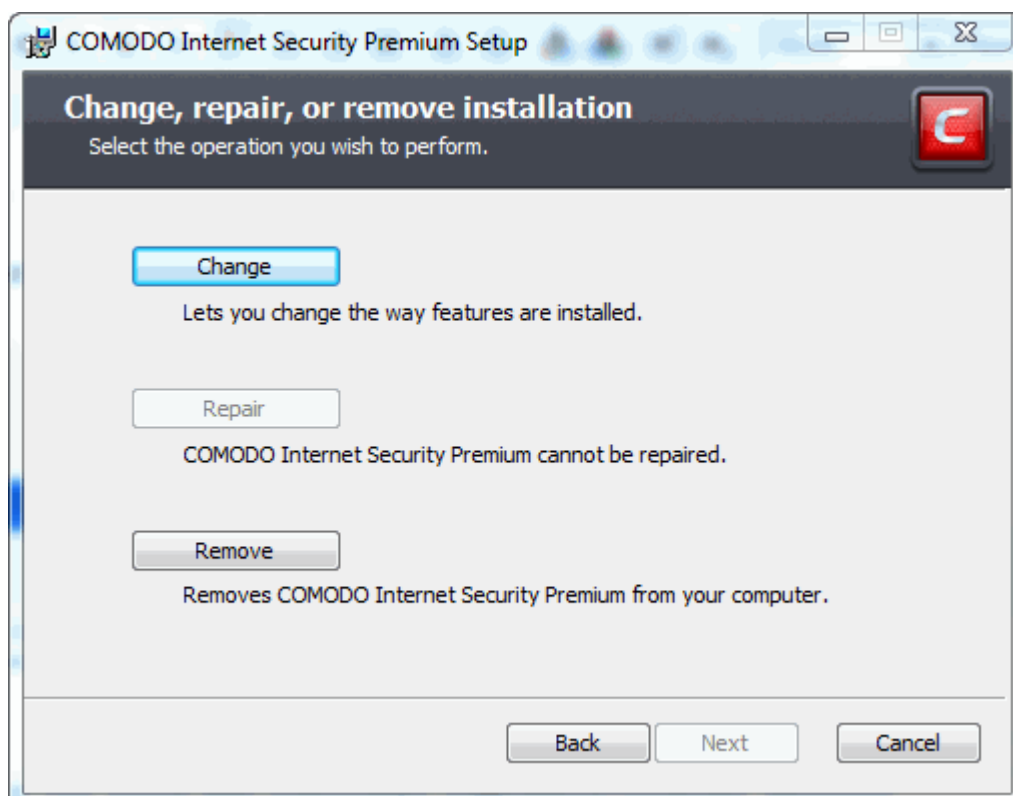 COMODO Internet Security Premium Setup
Change, repair, or remove installation
Select the operation you wish to perform.
Change
Lets you change the way features are installed.
Repair
COMODO Internet Security Premium cannot be repaired.
Remove
Removes COMODO Internet Security Premium from your computer.
Back Next Cancel